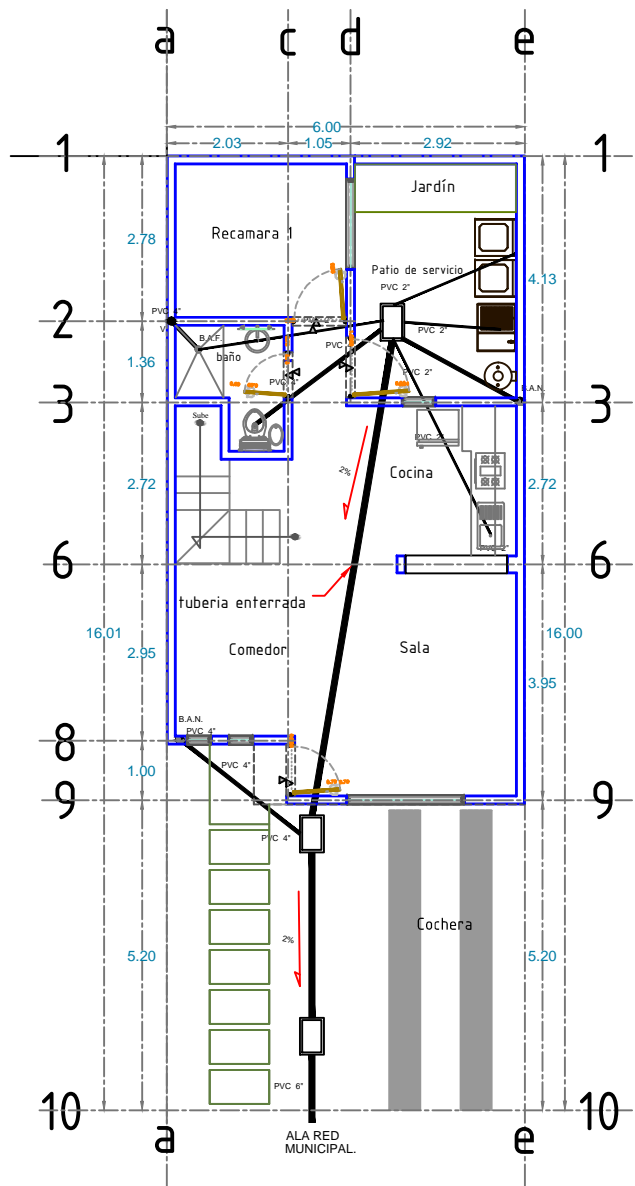 a
c
d
e
6.00
2.03
1.05
2.92
1
1
Jardín
Recamara 1
2.78
Patio de servicio
4.13
PVC 2"
2
2
B.A.F.
PVC 2"
baño
PVC
1.36
PVC 2"
B.A.N.
3
3
Sube
Cocina
2%
2.72
2.72
6
6
tuberia enterrada
16.01
16.00
2.95
Comedor
Sala
3.95
B.A.N.
PVC 4"
8
PVC 4"
1.00
9
9
PVC 4"
Cochera
2%
5.20
5.20
PVC 6"
10
10
ALA RED
MUNICIPAL.
a
e